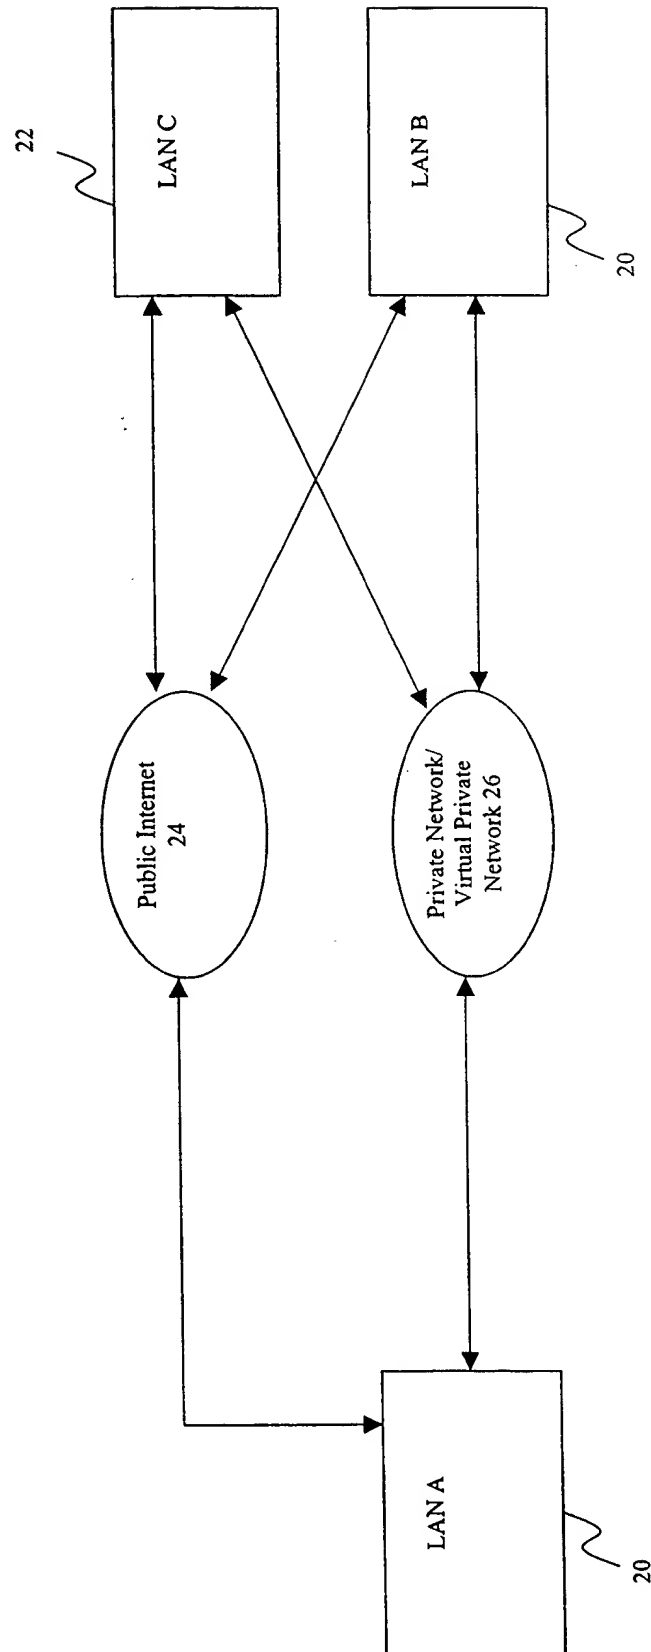 22
LAN C
LAN B
20
Public Internet
24
Private Network/
Virtual Private
Network 26
LAN A
20